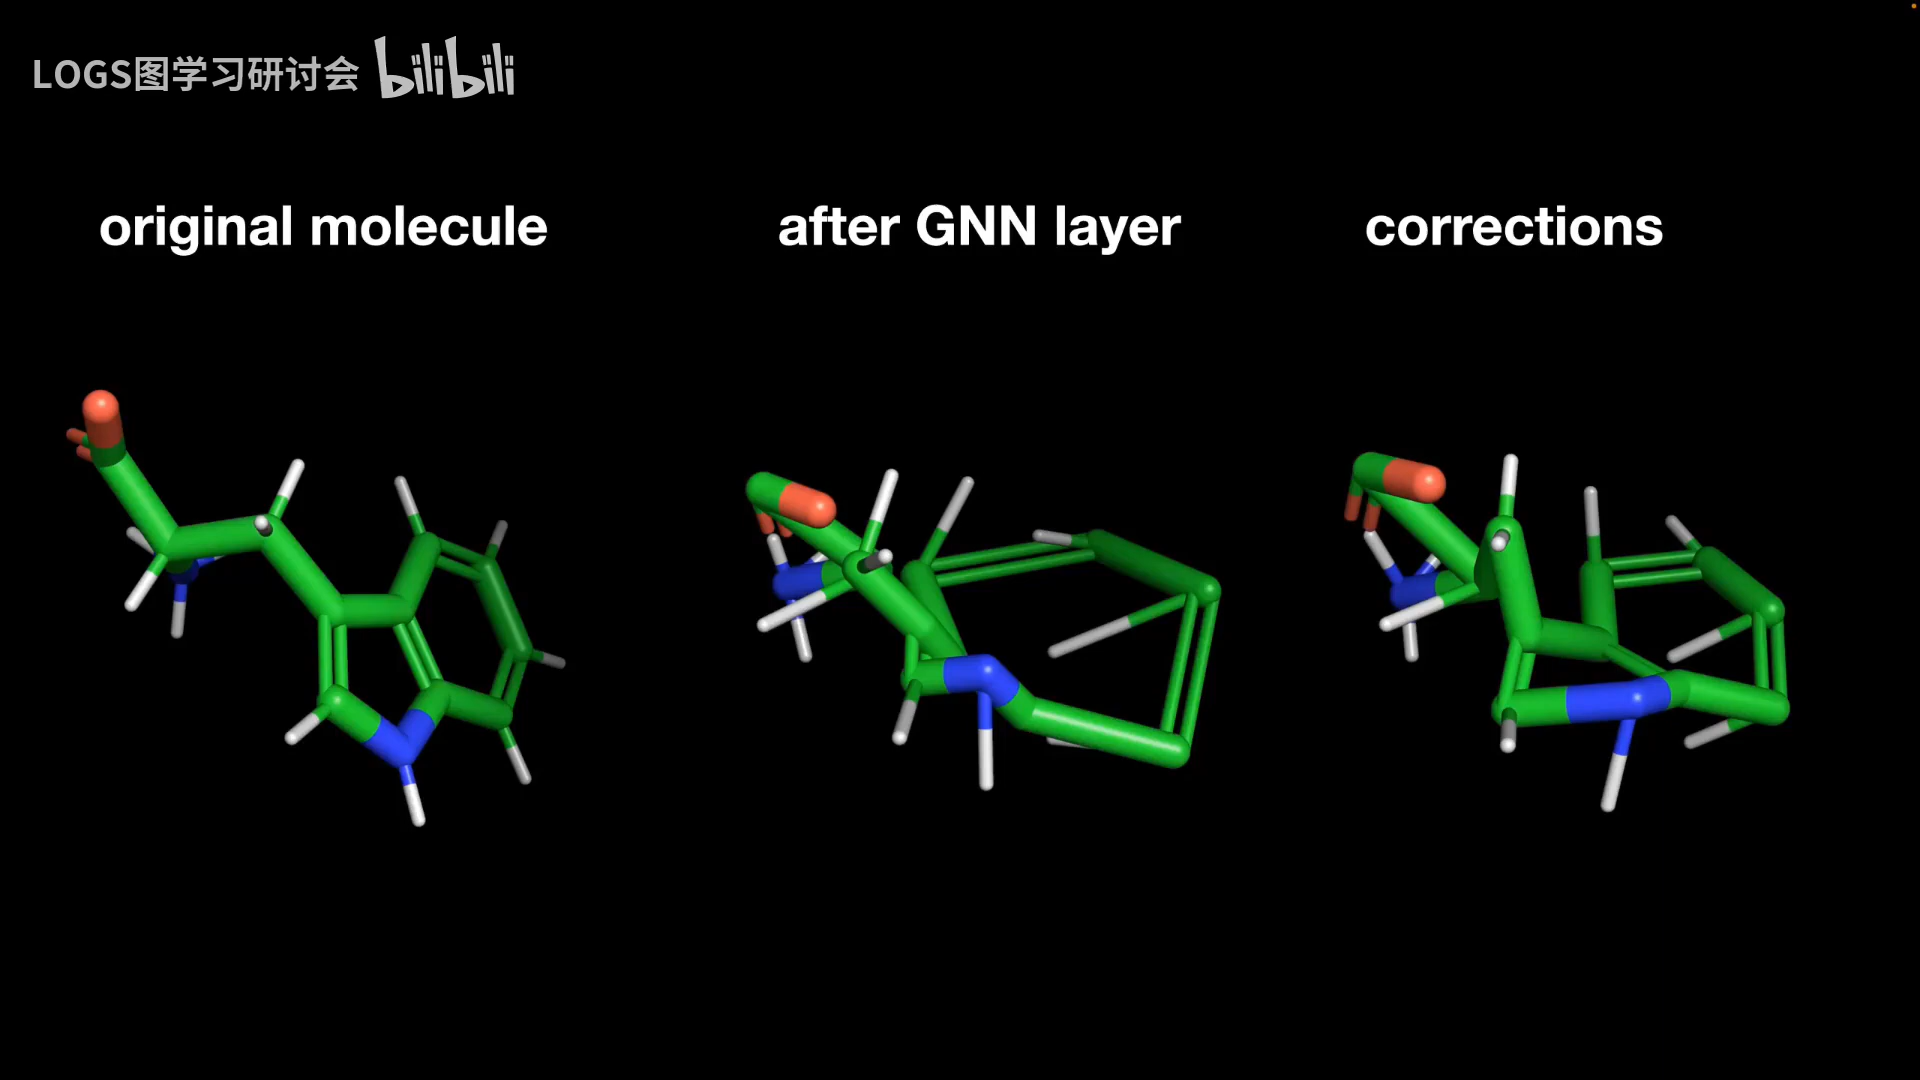 LOGS图学习研讨会 bilibili
original molecule
after GNN layer
corrections